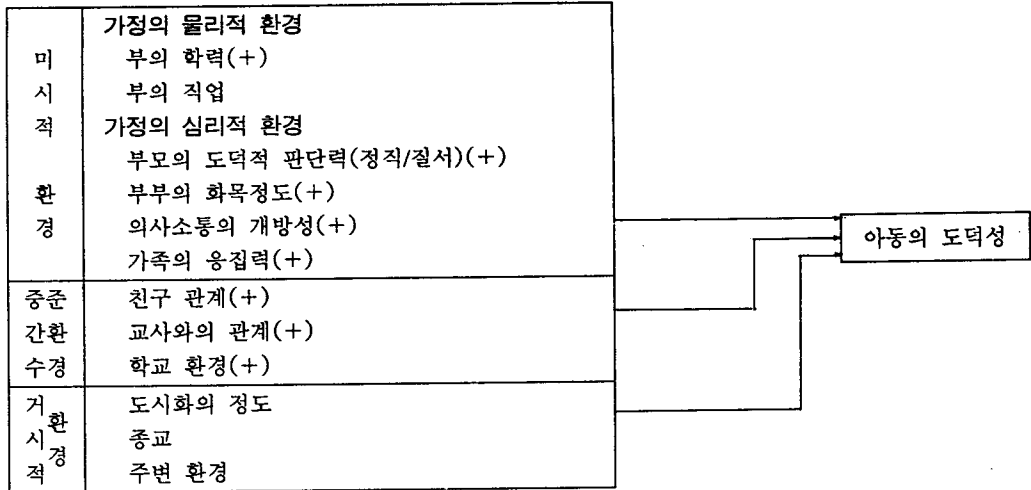 가정의 물리적 환경
부의 학력(+)
부의 직업
가정의 심리적 환경
부모의 도덕적 판단력(정직/질서)(+)
부부의 화목정도(+)
의사소통의 개방성(+)
가족의 응집력(+)
미시적 환경
친구 관계(+)
교사와의 관계(+)
학교 환경(+)
중간수준환경
도시화의 정도
종교
주변 환경
거시적 환경
아동의 도덕성